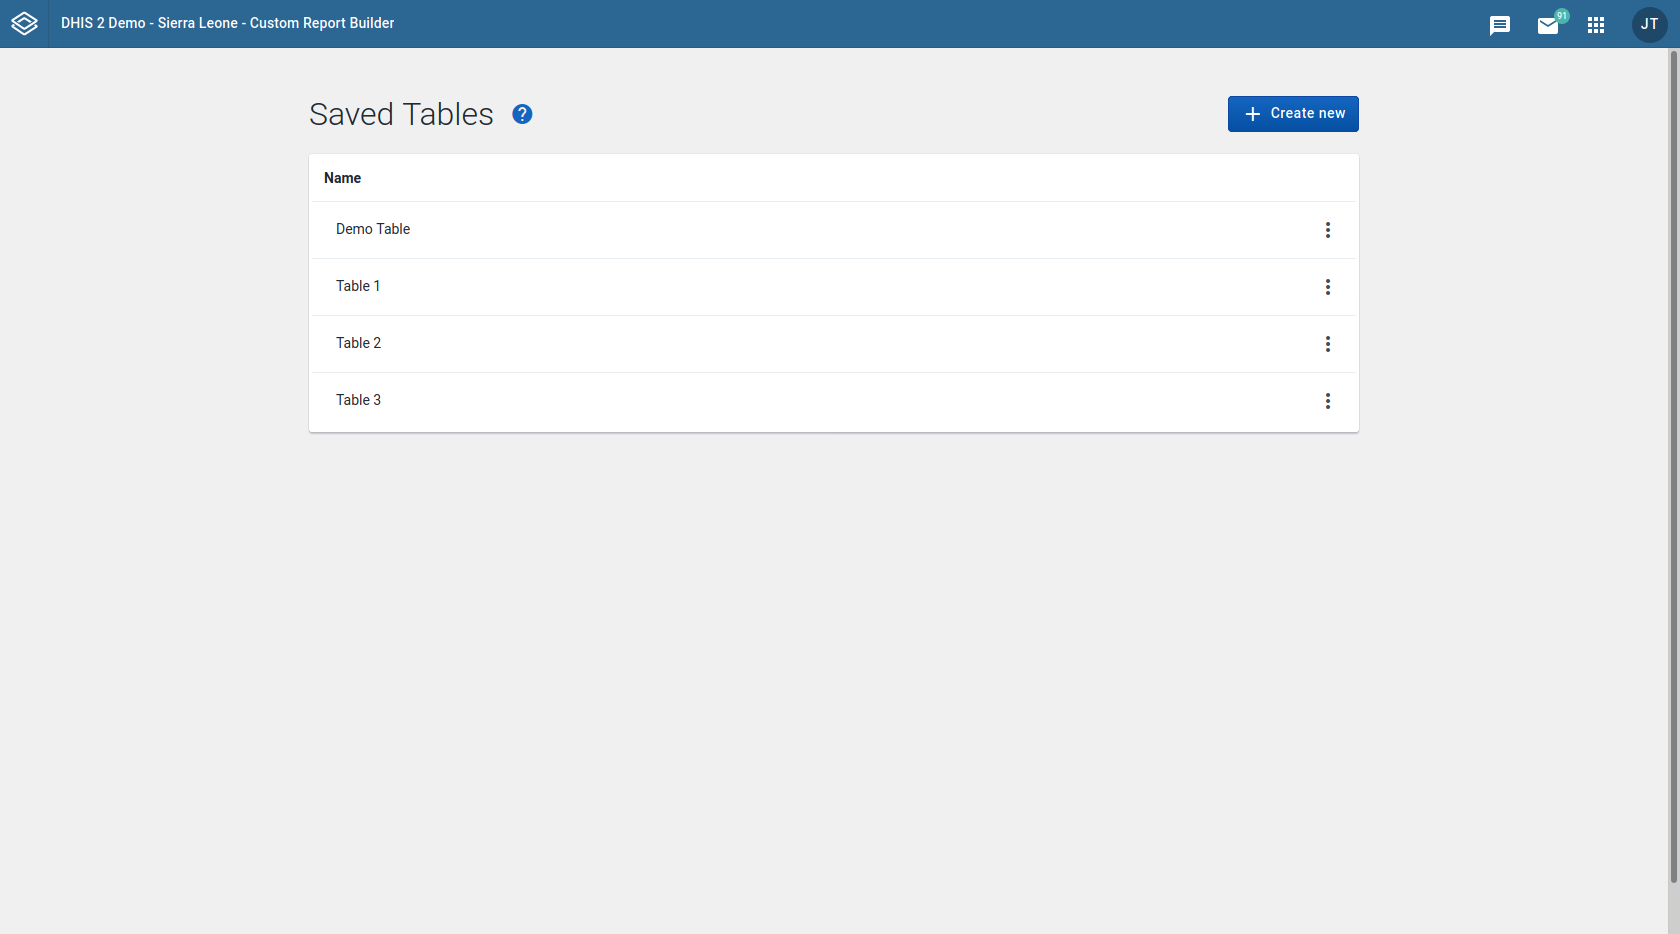 DHIS 2 Demo - Sierra Leone - Custom Report Builder
91
JT
Saved Tables ?
Create new
Name
Demo Table
Table 1
Table 2
Table 3